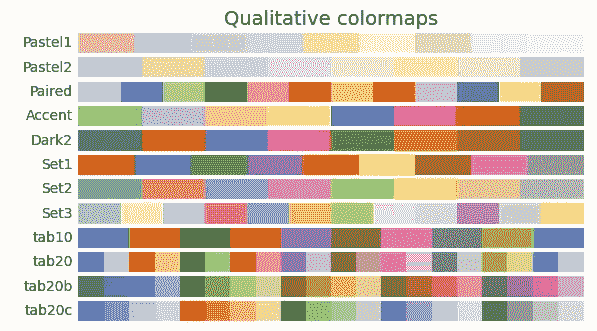 Qualitative colormaps
Pastel1
Pastel2
Paired
Accent
Dark2
Set1
Set2
Set3
tab10
tab20
tab20b
tab20c